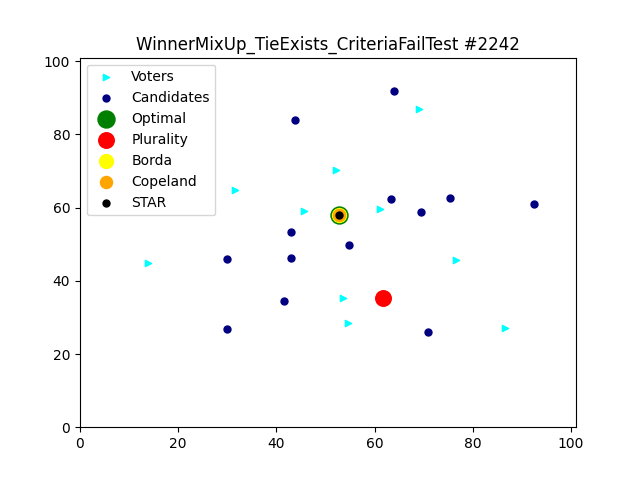 WinnerMixUp_TieExists_CriteriaFailTest #2242
100
80
60
40
20
0
0 20 40 60 80 100
Voters
Candidates
Optimal
Plurality
Borda
Copeland
STAR